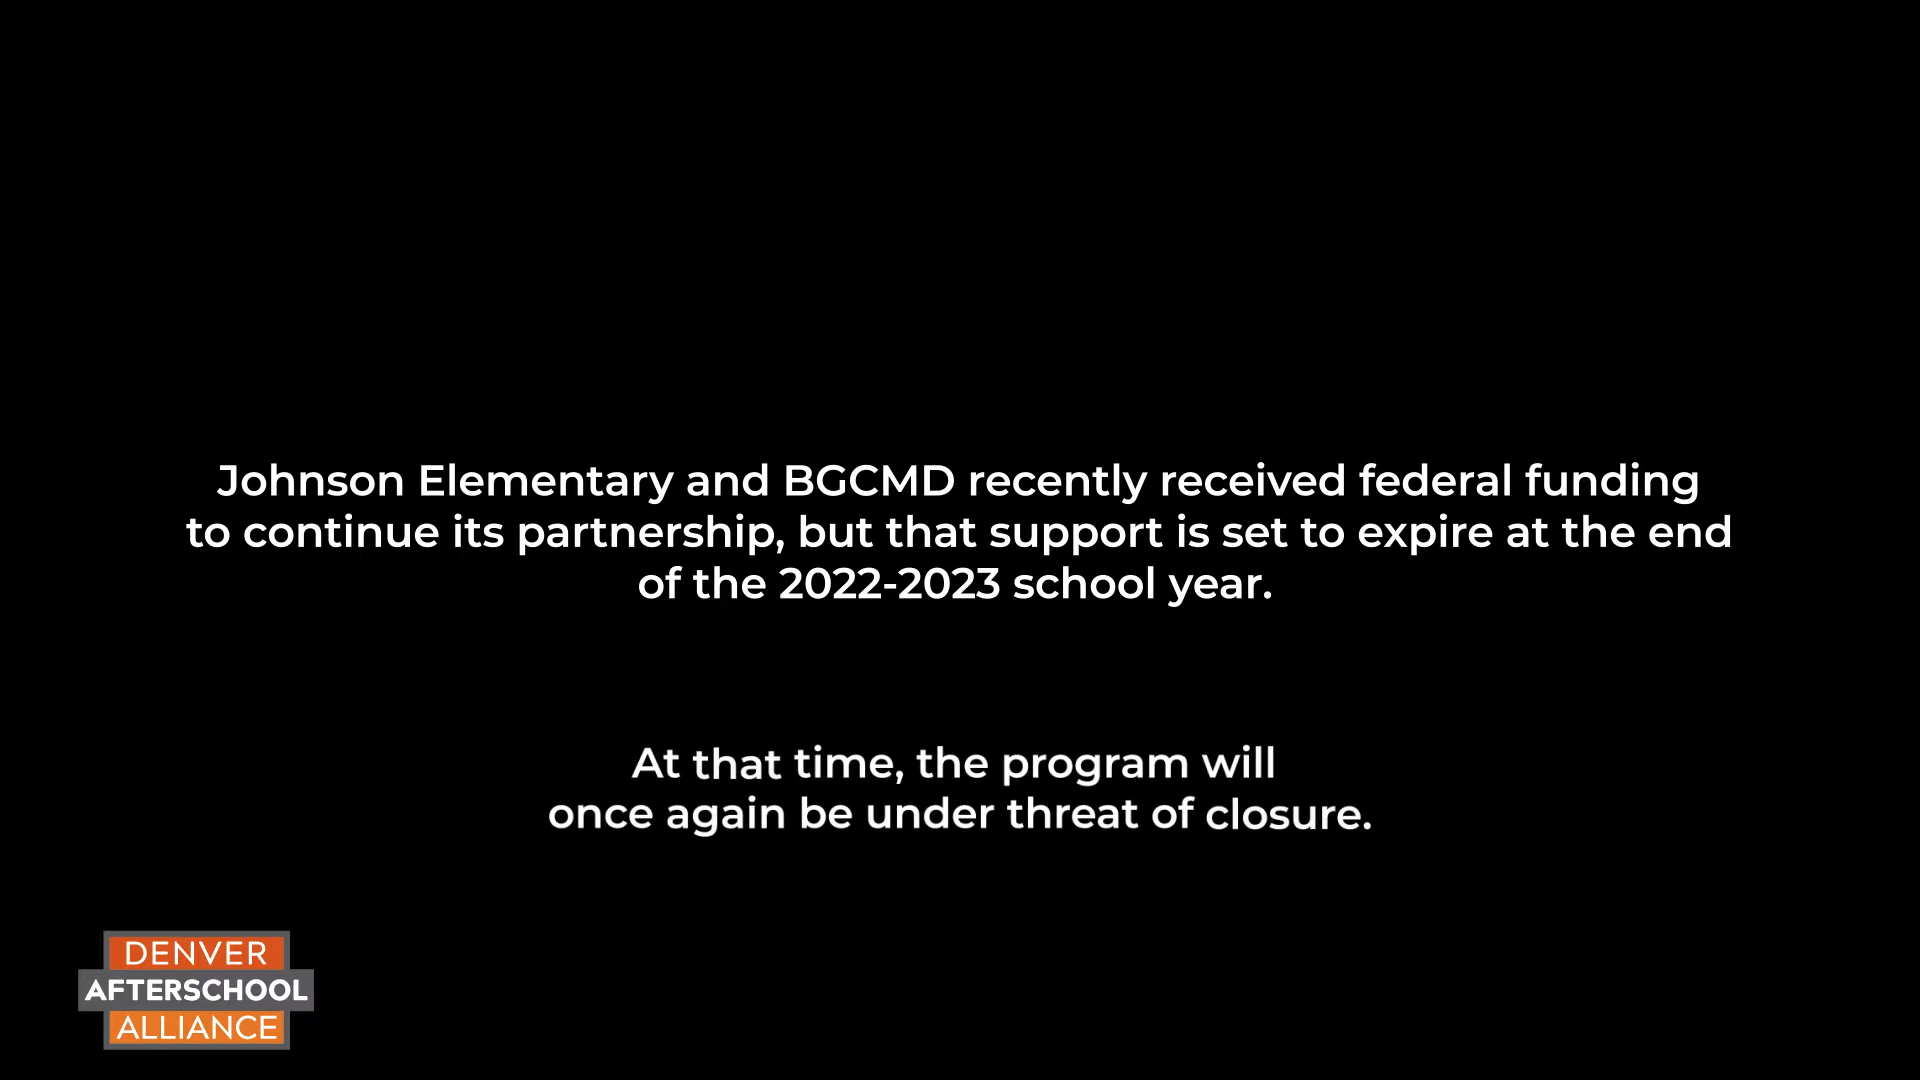 Johnson Elementary and BGCMD recently received federal funding
to continue its partnership, but that support is set to expire at the end
of the 2022-2023 school year.
At that time, the program will
once again be under threat of closure.
DENVER
AFTERSCHOOL
ALLIANCE